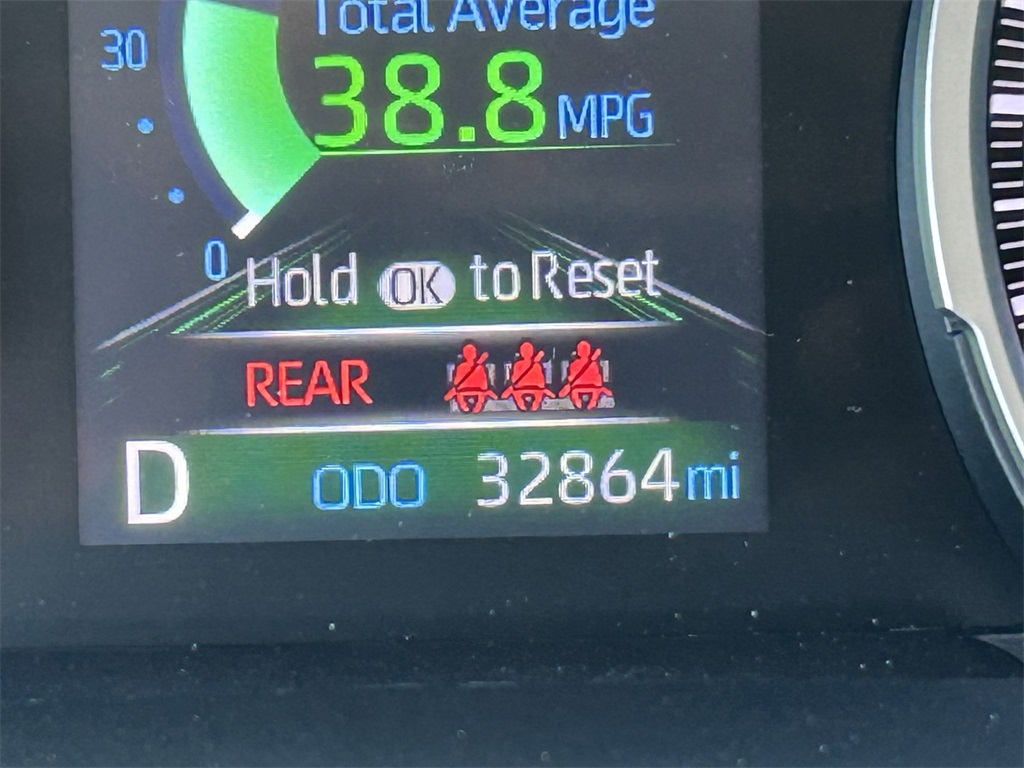 Total Average
30
38.8 MPG
0
Hold OK to Reset
REAR
D ODO 32864 mi